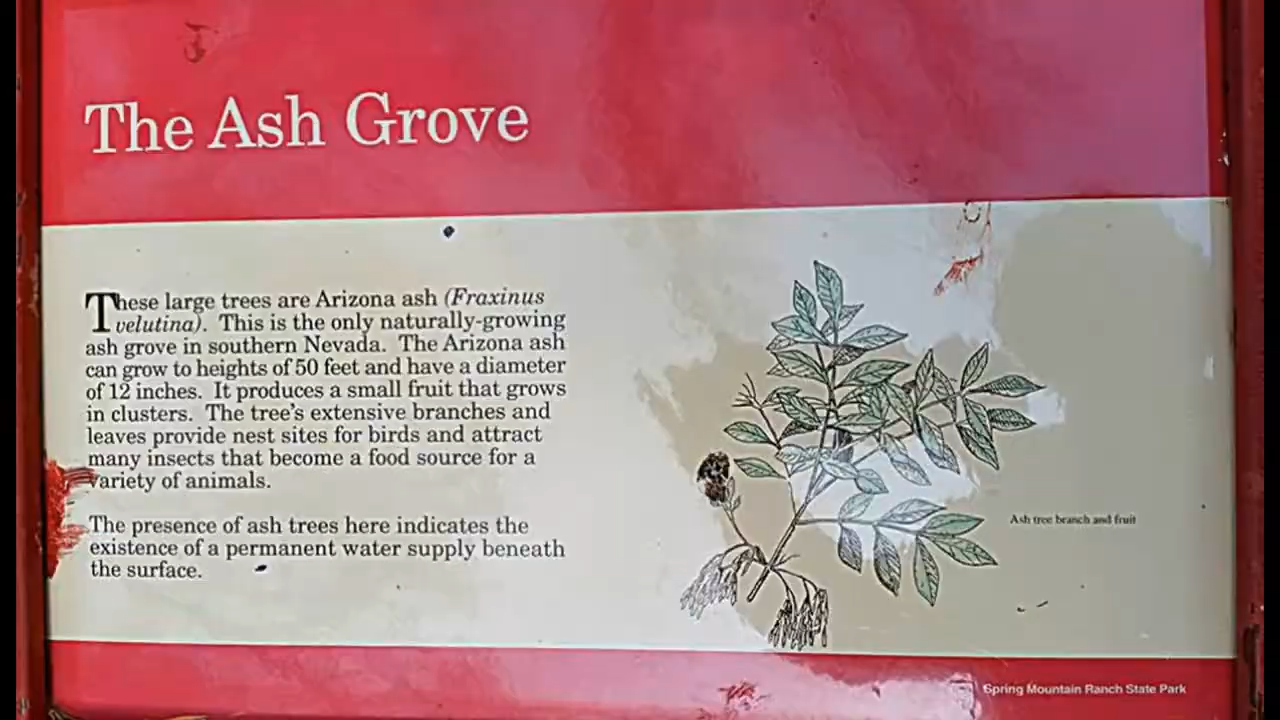 The Ash Grove
These large trees are Arizona ash (Fraxinus
velutina). This is the only naturally-growing
ash grove in southern Nevada. The Arizona ash
can grow to heights of 50 feet and have a diameter
of 12 inches. It produces a small fruit that grows
in clusters. The tree's extensive branches and
leaves provide nest sites for birds and attract
many insects that become a food source for a
variety of animals.
The presence of ash trees here indicates the
existence of a permanent water supply beneath
the surface.
Ash tree branch and fruit
Spring Mountain Ranch State Park